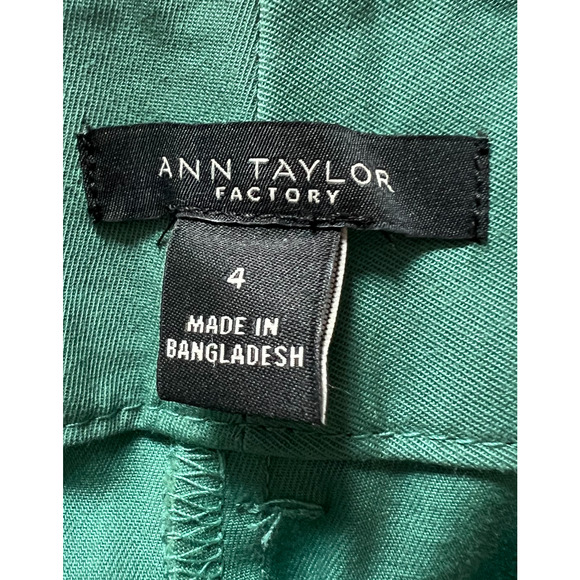 ANN TAYLOR
FACTORY
4
MADE IN
BANGLADESH